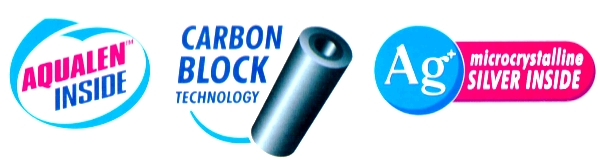 AQUALEN™
INSIDE
CARBON
BLOCK
TECHNOLOGY
Ag+
microcrystalline
SILVER INSIDE